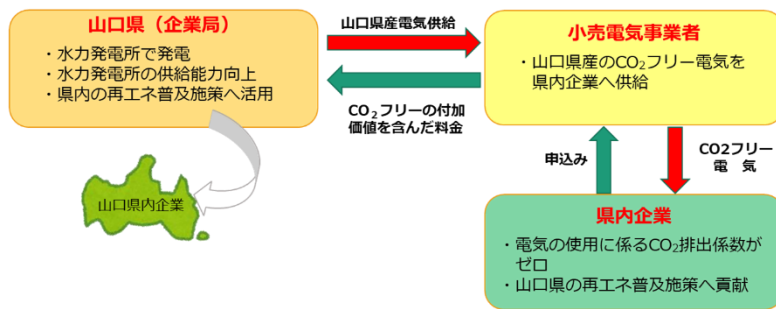 山口県（企業局）
・水力発電所で発電
・水力発電所の供給能力向上
・県内の再エネ普及施策へ活用
山口県産電気供給
CO₂フリーの付加
価値を含んだ料金
小売電気事業者
・山口県産のCO₂フリー電気を
県内企業へ供給
申込み
CO2フリー
電　気
山口県内企業
県内企業
・電気の使用に係るCO₂排出係数が
ゼロ
・山口県の再エネ普及施策へ貢献